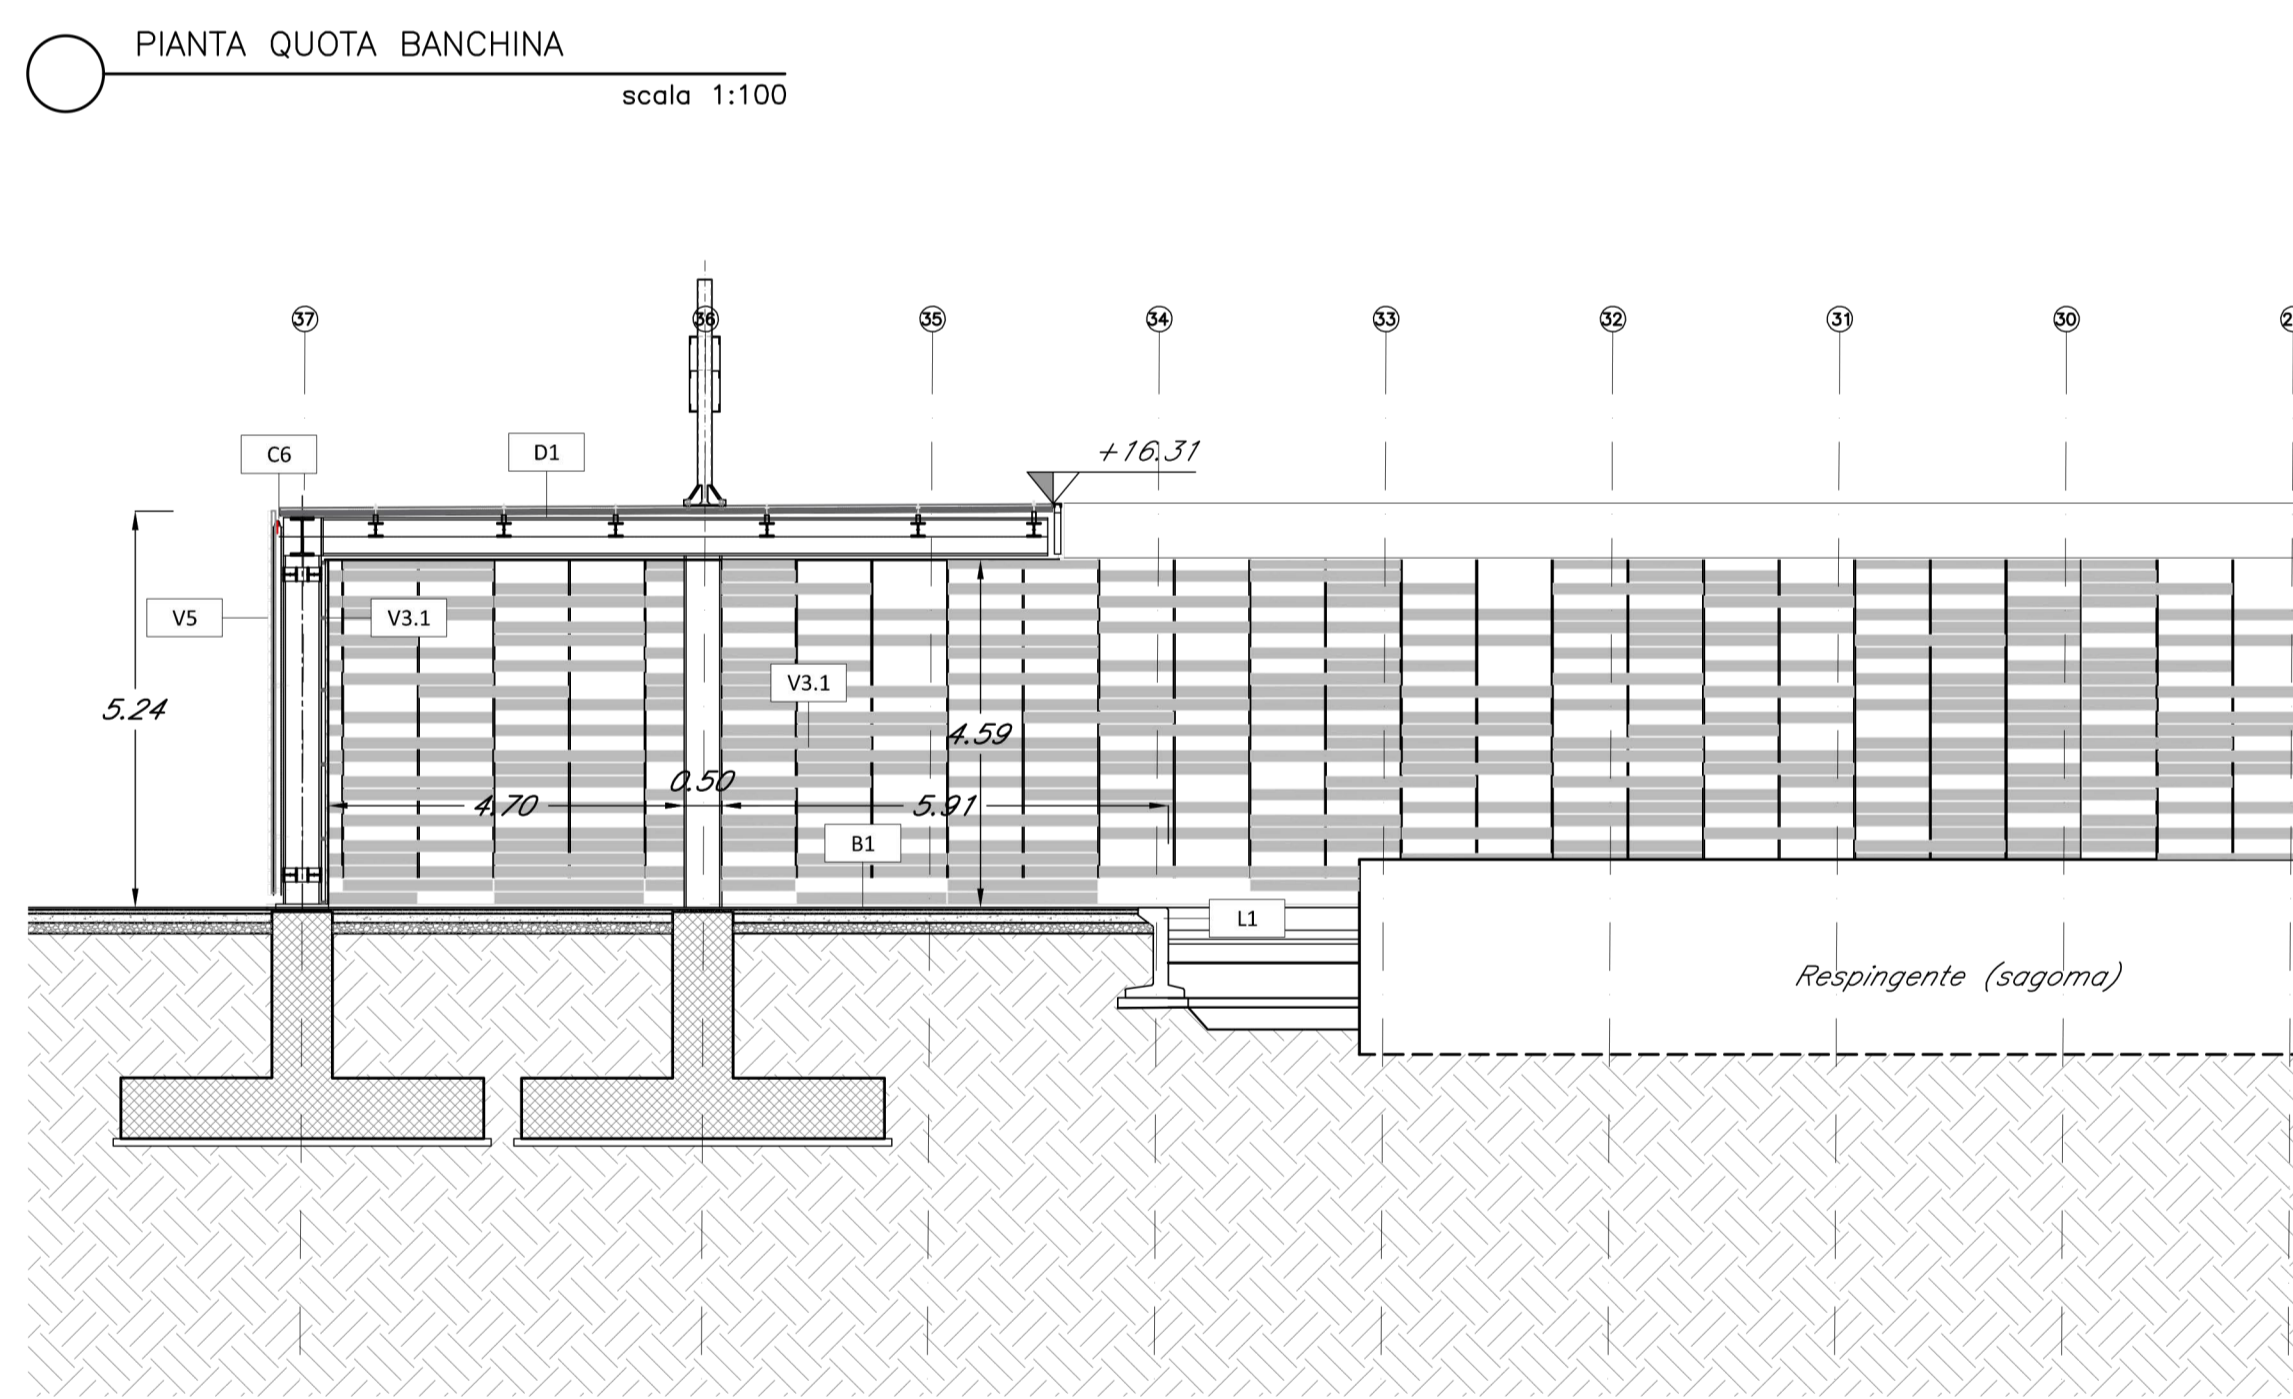 PIANTA QUOTA BANCHINA
scala 1:100
37
36
35
34
33
32
31
30
C6
D1
+16.31
V5
V3.1
V3.1
5.24
4.59
0.50
4.70
5.91
B1
L1
Respingente (sagoma)